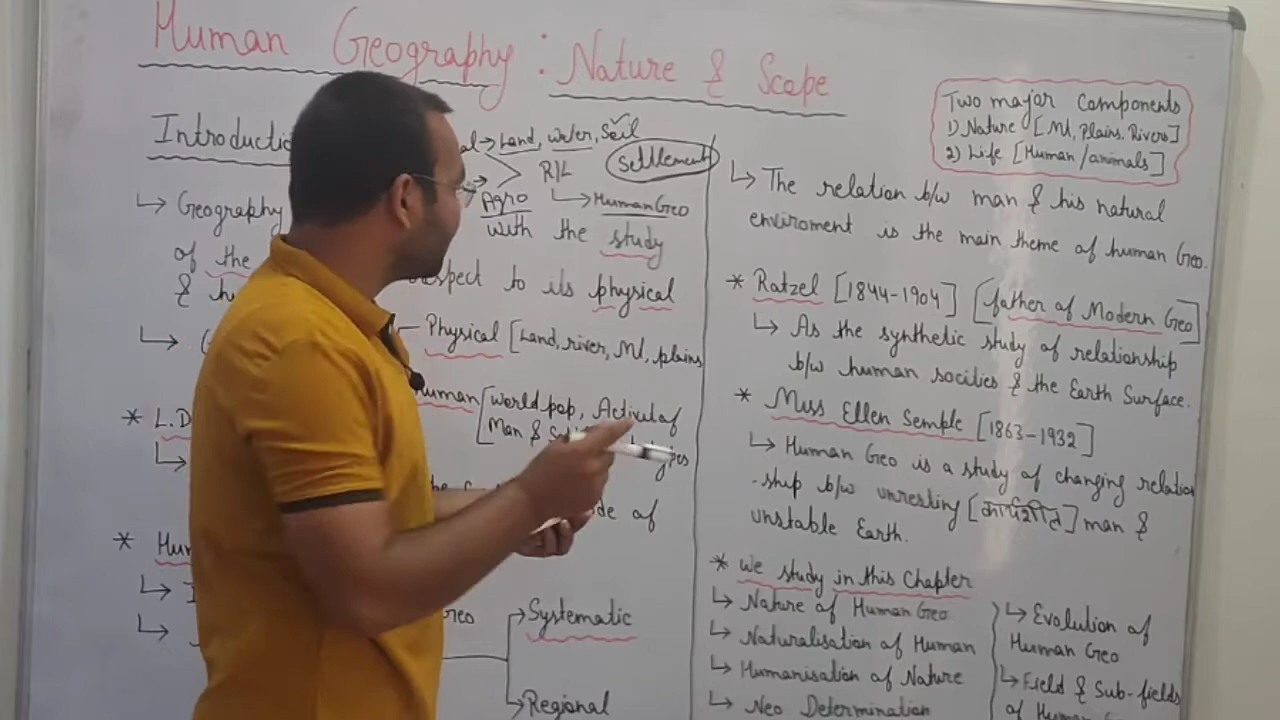 Human Geography : Nature & Scope
Two major Components
1) Nature [Mt, Plains. Rivers]
2) Life [Human/animals]
Introductio
al→ Land, water, Soil
R/L
Settlement
Agro
↳ Human Geo
↳ Geography
with the study
of the
spect to its physical
& hu
↳ G
Physical [Land, river, Mt, plains
* L.D
Human [World pop,
Man &
↳
de of
* Hum
↳ I
↳
Geo
→Systematic
→Regional
↳ The relation b/w man & his natural
enviroment is the main theme of human Geo.
* Ratzel [1844-1904] [father of Modern Geo]
↳ As the synthetic study of relationship
b/w human socities & the Earth Surface.
* Miss Ellen Semple [1863-1932]
↳ Human Geo is a study of changing relation
-ship b/w unresting [] man &
unstable Earth.
* We study in this Chapter
↳ Nature of Human Geo
↳ Naturalisation of Human
↳ Humanisation of Nature
↳ Neo Determination
↳ Evolution of
Human Geo
↳ Field & Sub-fields
of Human